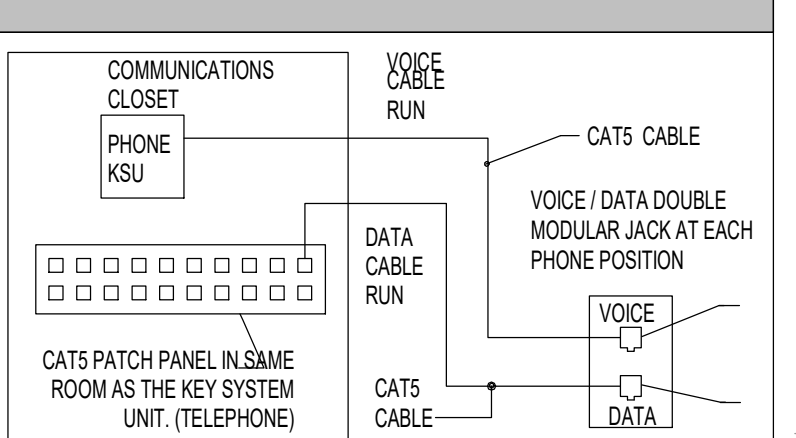 COMMUNICATIONS
CLOSET
PHONE
KSU
VOICE
CABLE
RUN
CAT5 CABLE
VOICE / DATA DOUBLE
MODULAR JACK AT EACH
PHONE POSITION
DATA
CABLE
RUN
VOICE
DATA
CAT5 PATCH PANEL IN SAME
ROOM AS THE KEY SYSTEM
UNIT. (TELEPHONE)
CAT5
CABLE